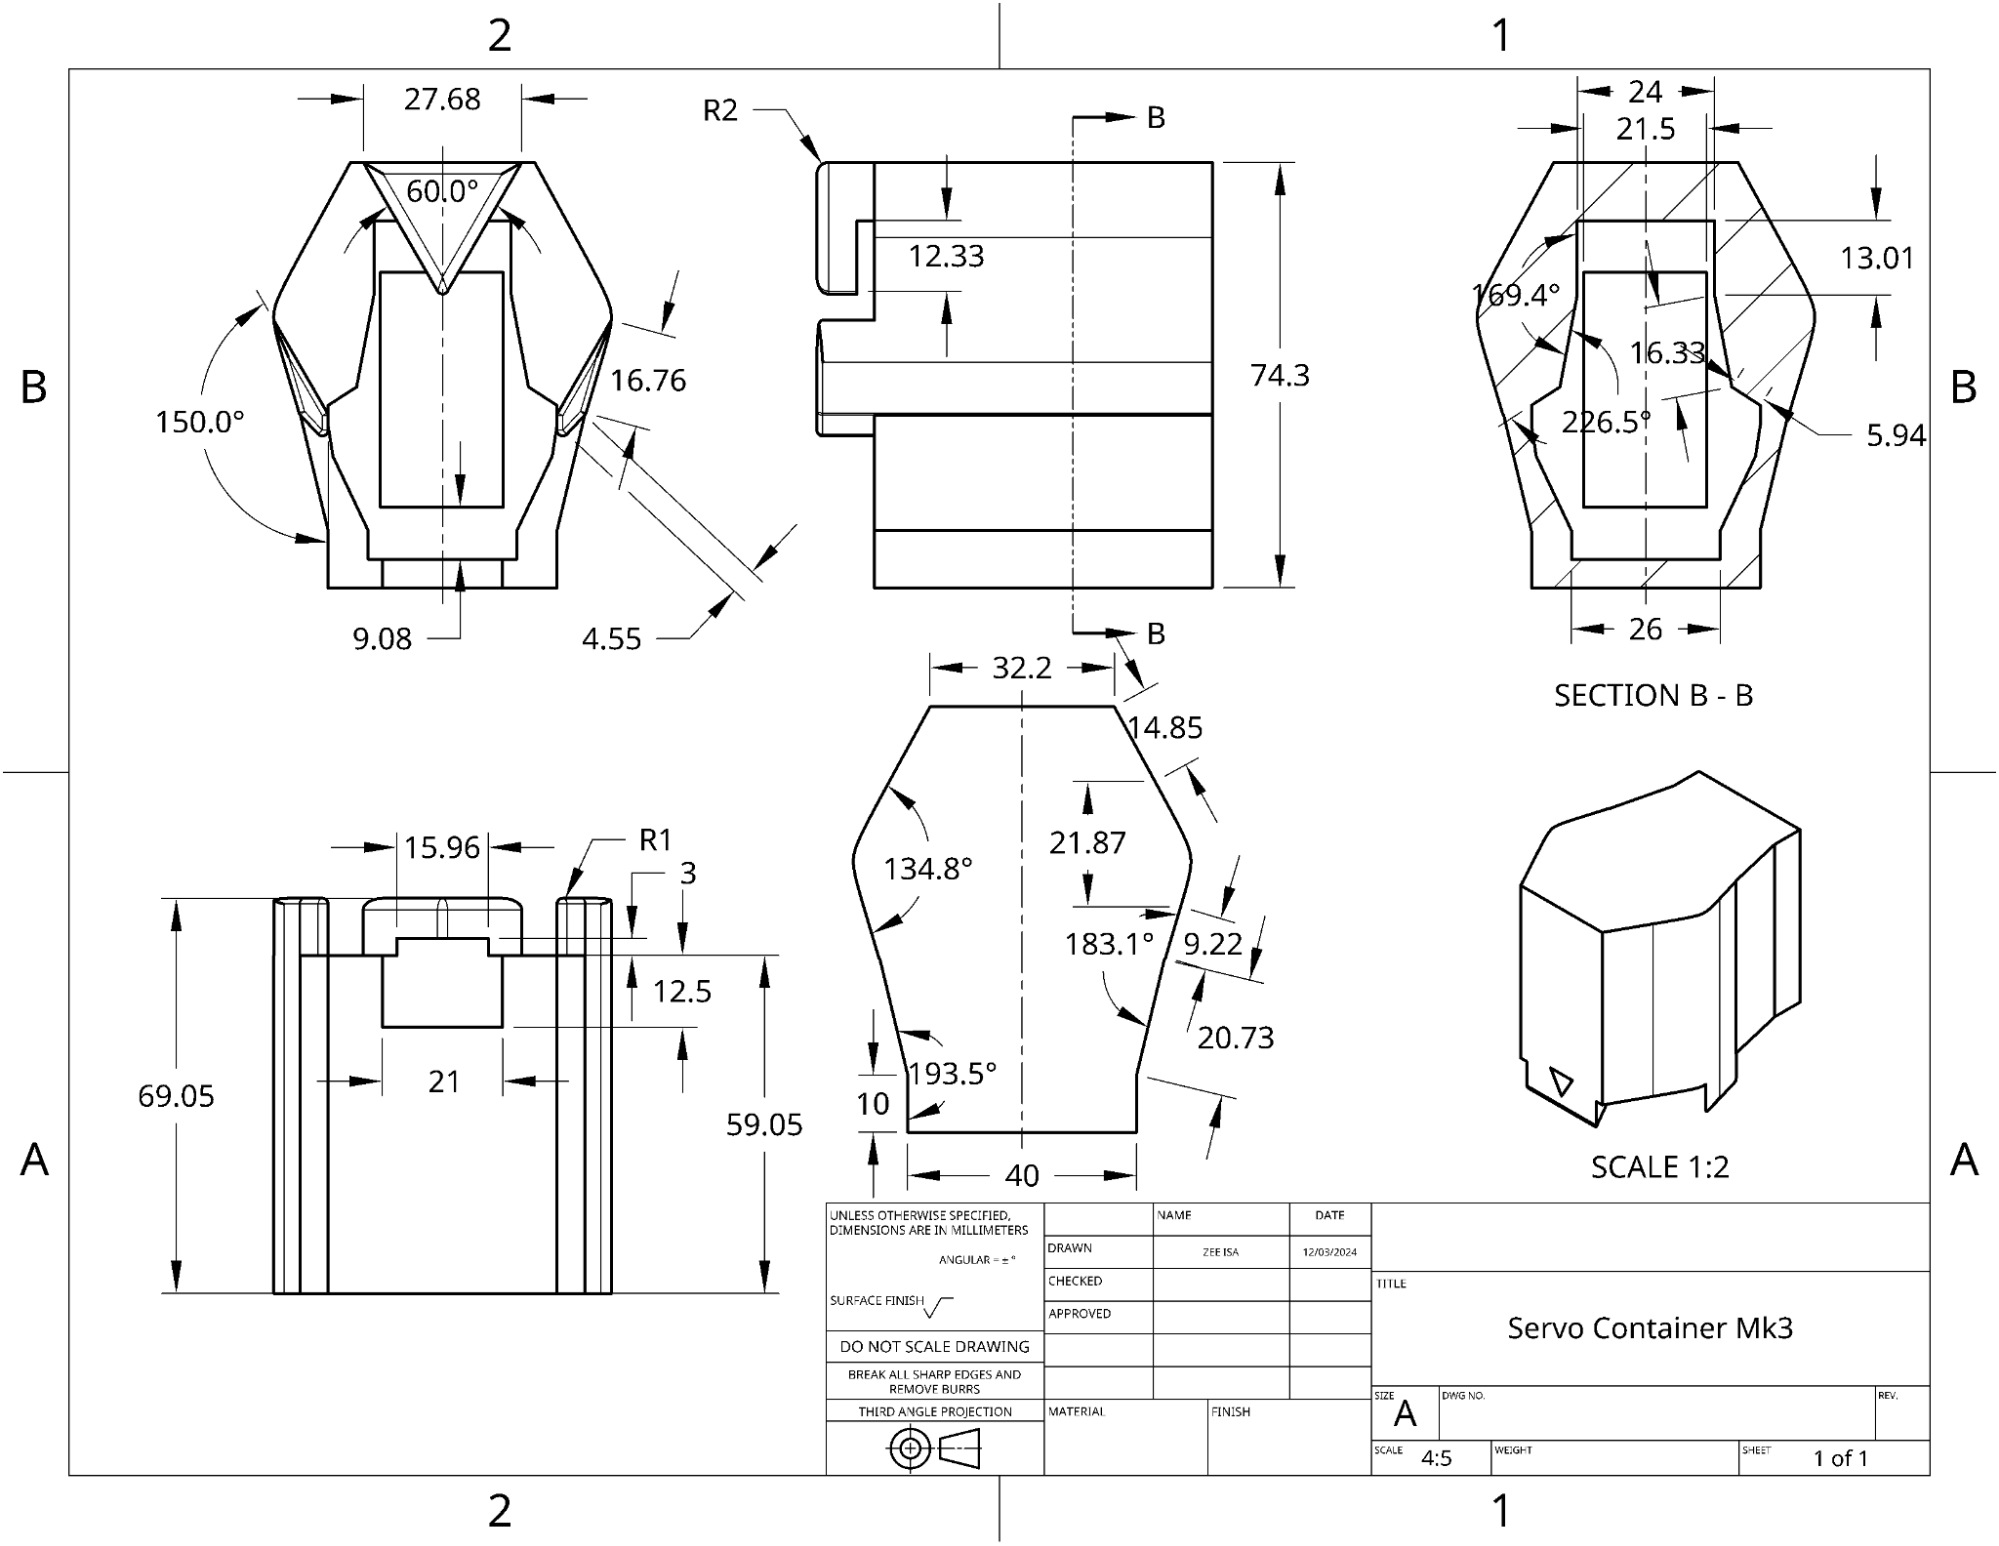 2
1
27.68
60.0°
150.0°
16.76
9.08
4.55
R2
B
12.33
74.3
B
24
21.5
13.01
169.4°
16.33
226.5°
5.94
26
SECTION B - B
B
B
32.2
14.85
134.8°
21.87
183.1°
9.22
20.73
193.5°
10
40
15.96
R1
3
12.5
21
69.05
59.05
SCALE 1:2
A
A
UNLESS OTHERWISE SPECIFIED,
DIMENSIONS ARE IN MILLIMETERS
ANGULAR = ± °
SURFACE FINISH
DO NOT SCALE DRAWING
BREAK ALL SHARP EDGES AND
REMOVE BURRS
THIRD ANGLE PROJECTION
NAME
DATE
DRAWN
ZEE ISA
12/03/2024
CHECKED
APPROVED
MATERIAL
FINISH
TITLE
Servo Container Mk3
SIZE
A
DWG NO.
REV.
SCALE
4:5
WEIGHT
SHEET
1 of 1
2
1